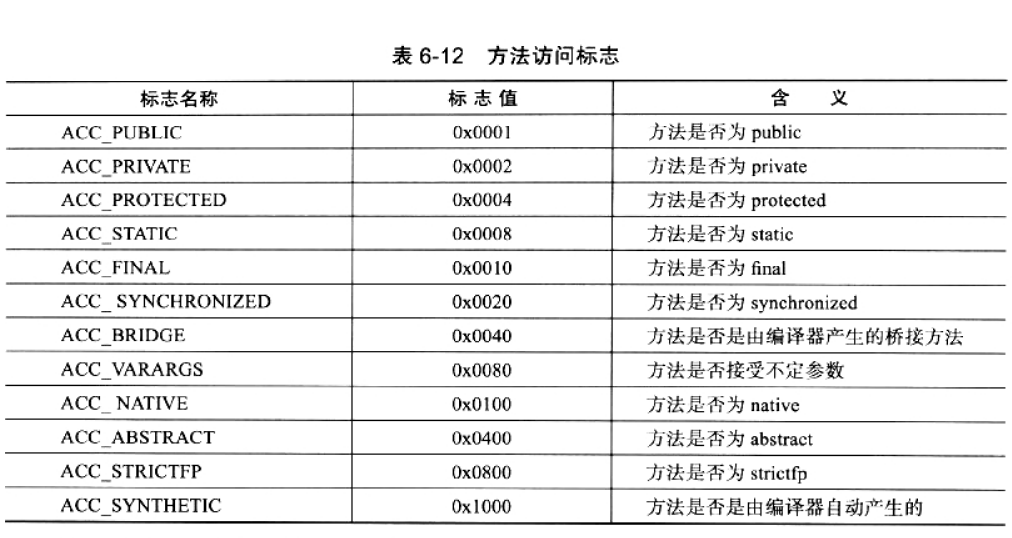 表 6-12 方法访问标志
标志名称 标 志 值 含 义
ACC_PUBLIC 0x0001 方法是否为 public
ACC_PRIVATE 0x0002 方法是否为 private
ACC_PROTECTED 0x0004 方法是否为 protected
ACC_STATIC 0x0008 方法是否为 static
ACC_FINAL 0x0010 方法是否为 final
ACC_ SYNCHRONIZED 0x0020 方法是否为 synchronized
ACC_BRIDGE 0x0040 方法是否是由编译器产生的桥接方法
ACC_VARARGS 0x0080 方法是否接受不定参数
ACC_ NATIVE 0x0100 方法是否为 native
ACC_ABSTRACT 0x0400 方法是否为 abstract
ACC_STRICTFP 0x0800 方法是否为 strictfp
ACC_SYNTHETIC 0x1000 方法是否是由编译器自动产生的